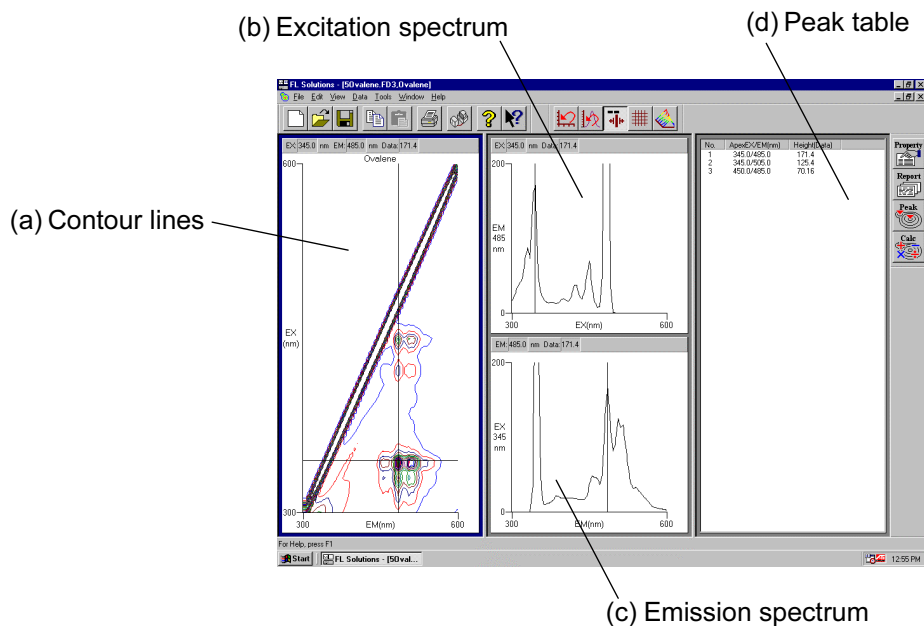 (b) Excitation spectrum
(d) Peak table
(a) Contour lines
(c) Emission spectrum
FL Solutions - [5Ovalene.FD3,Ovalene]
File Edit View Data Tools Window Help
EX: 345.0 nm EM: 485.0 nm Data: 171.4
Ovalene
600
EX
(nm)
300
300 EM(nm) 600
EX: 345.0 nm Data: 171.4
200
EM
485
nm
0
300 EX(nm) 600
EM: 485.0 nm Data: 171.4
200
EX
345
nm
0
300 EM(nm) 600
No. ApexEX/EM(nm) Height(Data)
1 345.0/485.0 171.4
2 345.0/505.0 125.4
3 450.0/485.0 70.16
Property
Report
Peak
Calc
For Help, press F1
Start FL Solutions - [5Oval... 12:55 PM